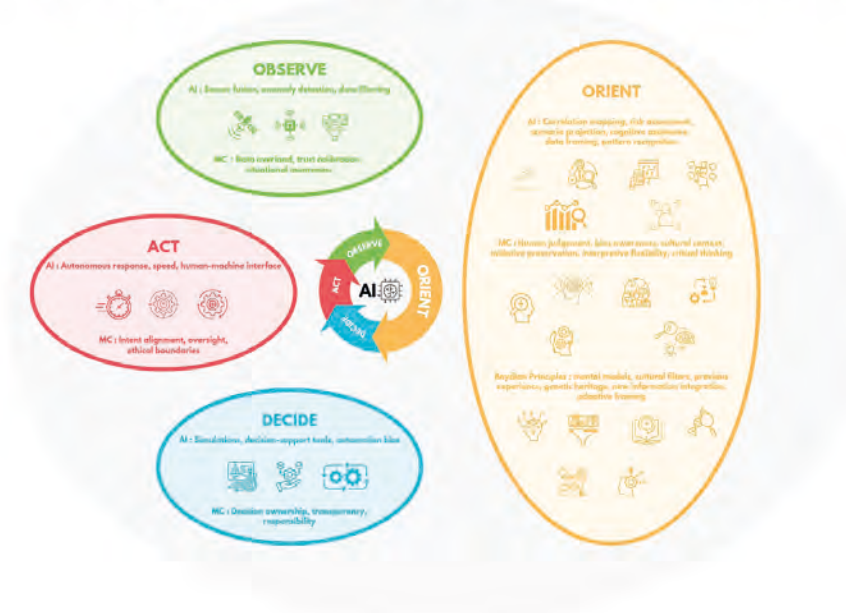 OBSERVE
AI : Sensor fusion, anomaly detection, data filtering
MC : Data overload, trust calibration
situational awareness
ORIENT
AI : Correlation mapping, risk assessment,
scenario projection, cognitive assistance
data framing, pattern recognition
MC : Human judgement, bias awareness, cultural context,
initiative preservation, interpretive flexibility, critical thinking
Boydian Principles : mental models, cultural filters, previous
experience, genetic heritage, new information integration,
adaptive framing
ACT
AI : Autonomous response, speed, human-machine interface
MC : Intent alignment, oversight,
ethical boundaries
OBSERVE
ORIENT
DECIDE
ACT
AI
DECIDE
AI : Simulations, decision-support tools, automation bias
MC : Decision ownership, transparency,
responsibility